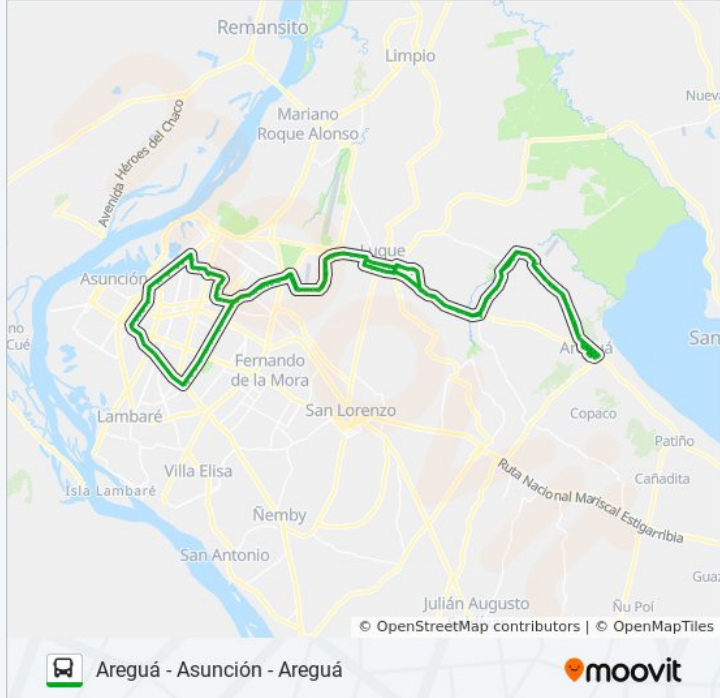 Remansito
Limpio
Nueva
Mariano
Roque Alonso
Avenida Héroes del Chaco
Luque
Asunción
no
Cué
San
Areguá
Fernando
de la Mora
San Lorenzo
Lambaré
Copaco
Patiño
Villa Elisa
Cañadita
Isla Lambaré
Ruta Nacional Mariscal Estigarribia
Ñemby
San Antonio
Guaz
Julián Augusto
Ñu Poí
© OpenStreetMap contributors | © OpenMapTiles
Areguá - Asunción - Areguá
moovit